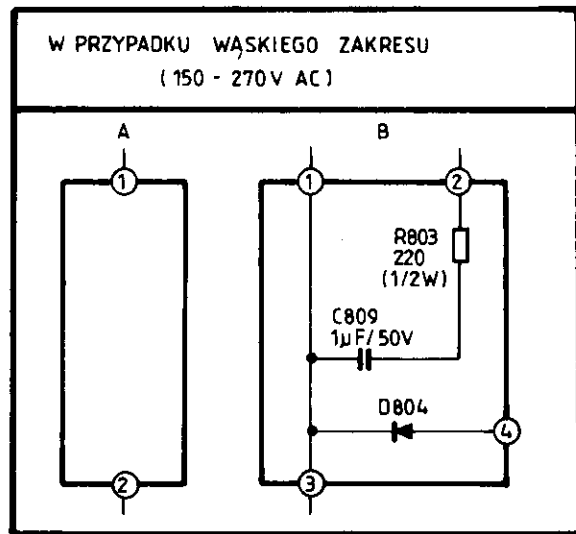 W PRZYPADKU WĄSKIEGO ZAKRESU
(150 - 270V AC)
A
B
1
1
2
R803
220
(1/2W)
C809
1µF/50V
D804
4
2
3